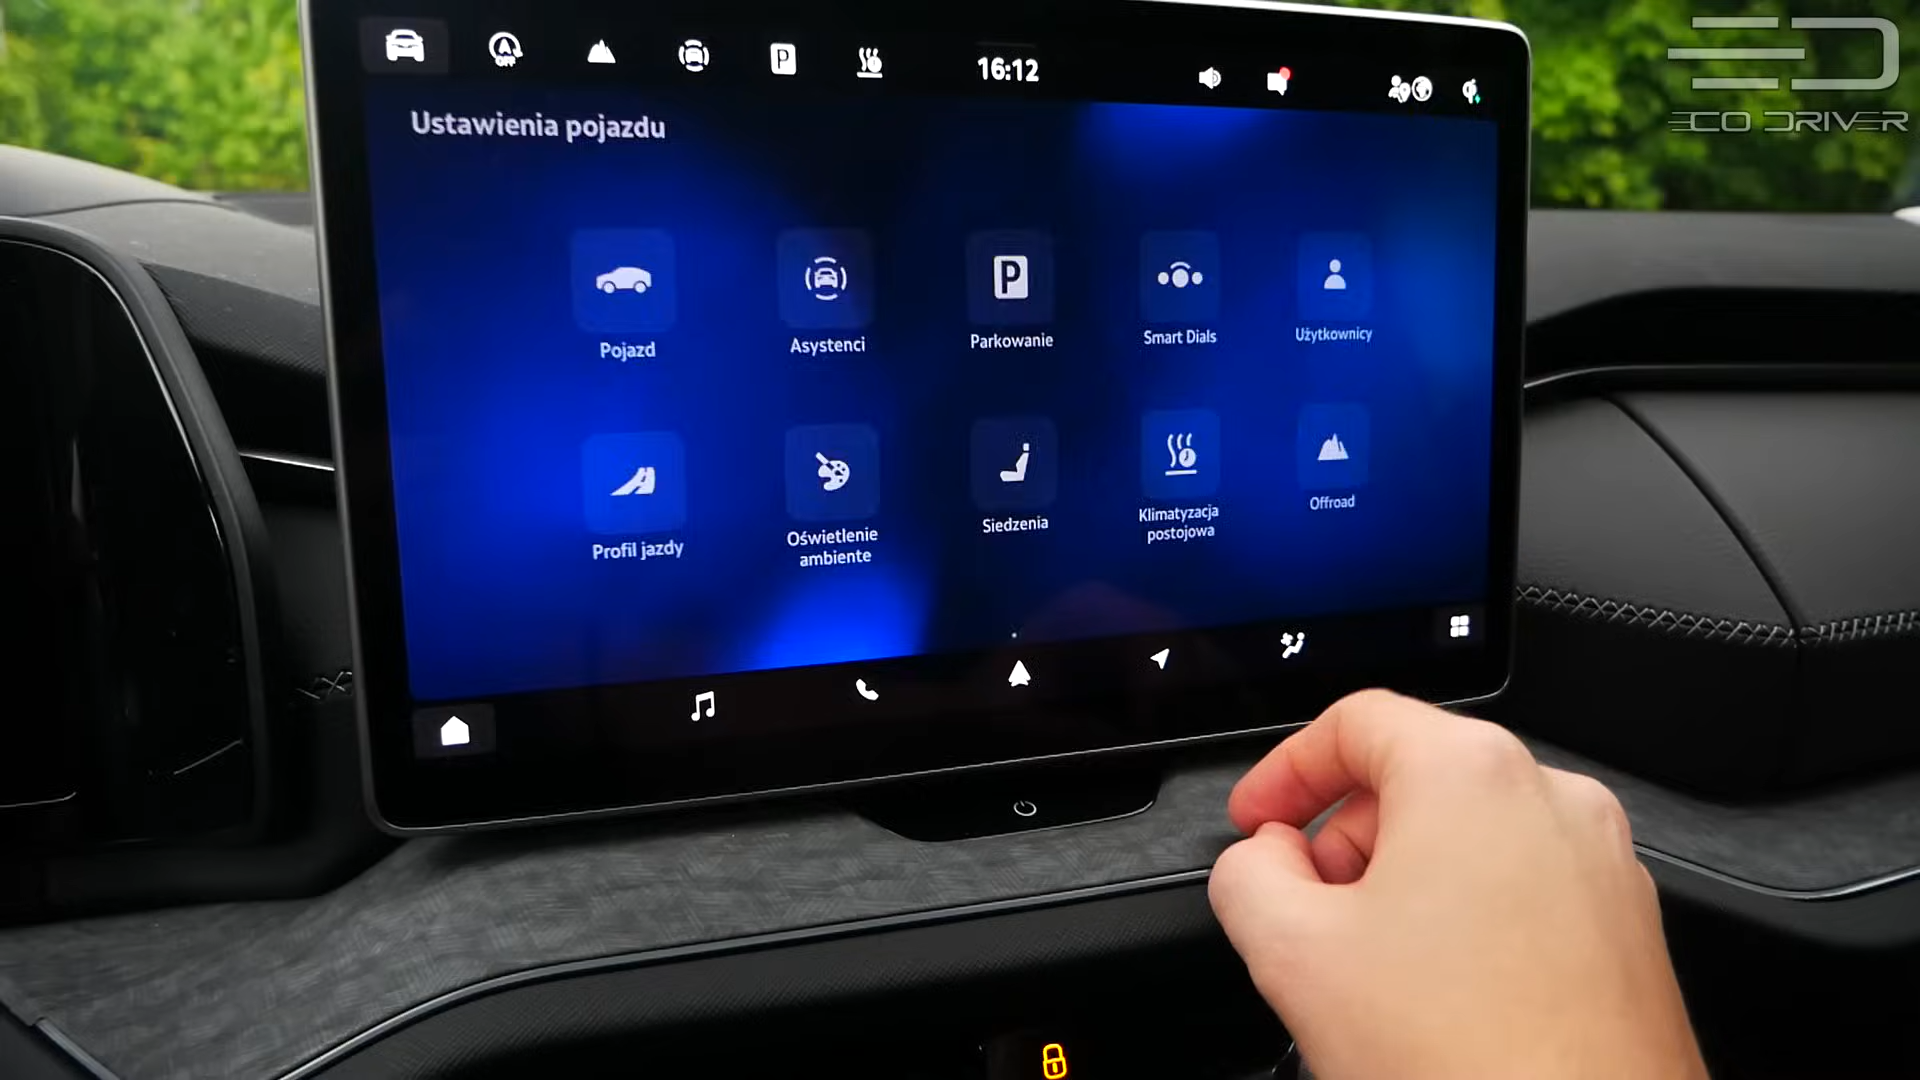 A
OFF
P
16:12
ECO DRIVER
Ustawienia pojazdu
P
Pojazd
Asystenci
Parkowanie
Smart Dials
Użytkownicy
Profil jazdy
Oświetlenie
ambiente
Siedzenia
Klimatyzacja
postojowa
Offroad